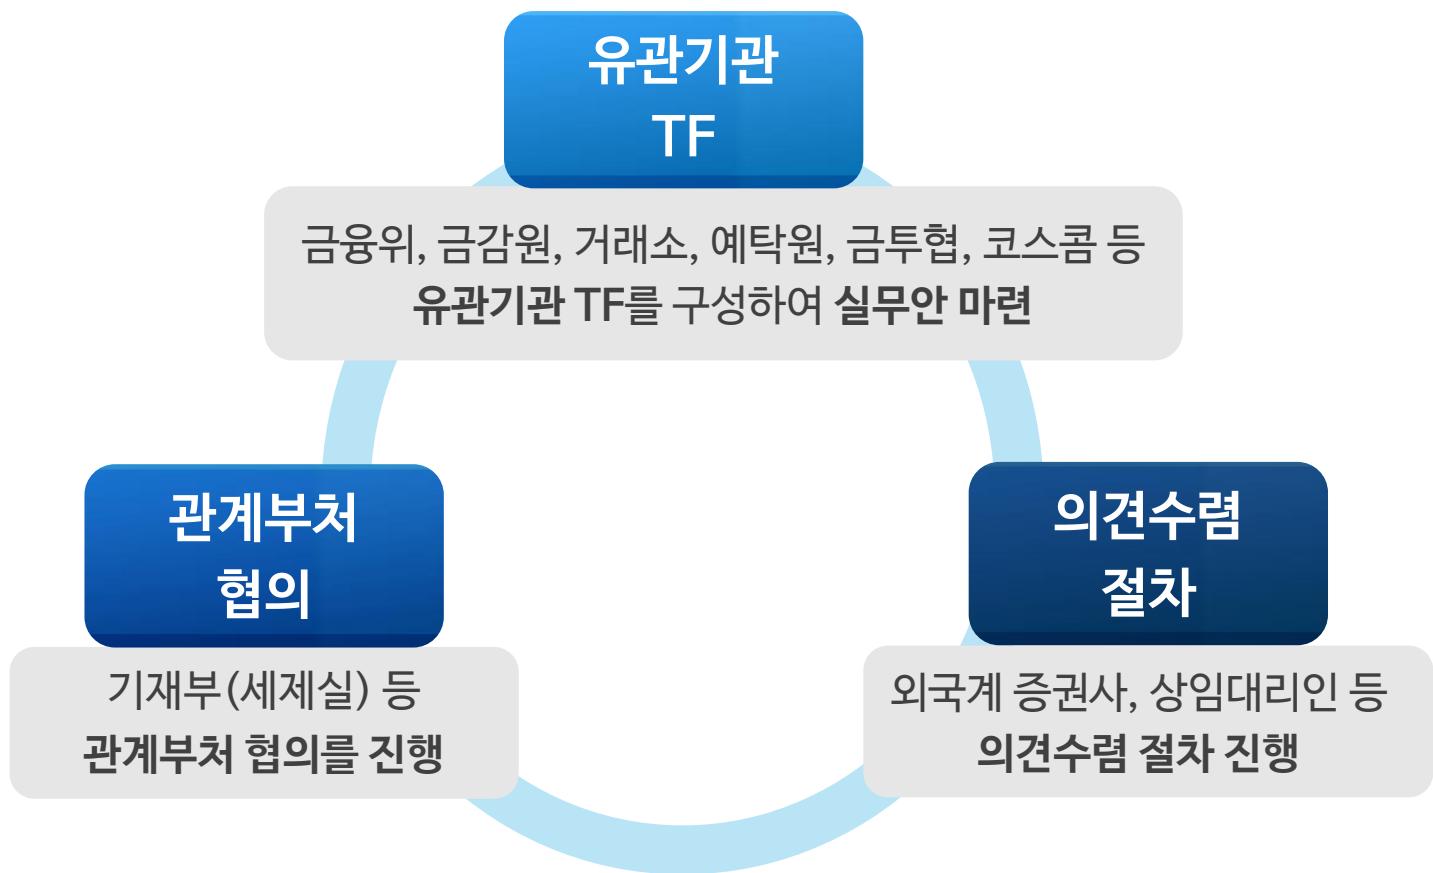 유관기관
TF
금융위, 금감원, 거래소, 예탁원, 금투협, 코스콤 등
유관기관 TF를 구성하여 실무안 마련
관계부처
협의
기재부(세제실) 등
관계부처 협의를 진행
의견수렴
절차
외국계 증권사, 상임대리인 등
의견수렴 절차 진행